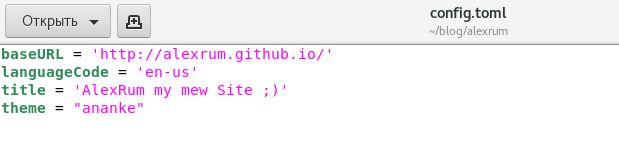 Открыть
config.toml
~/blog/alexrum
baseURL = 'http://alexrum.github.io/'
languageCode = 'en-us'
title = 'AlexRum my mew Site ;)'
theme = "ananke"